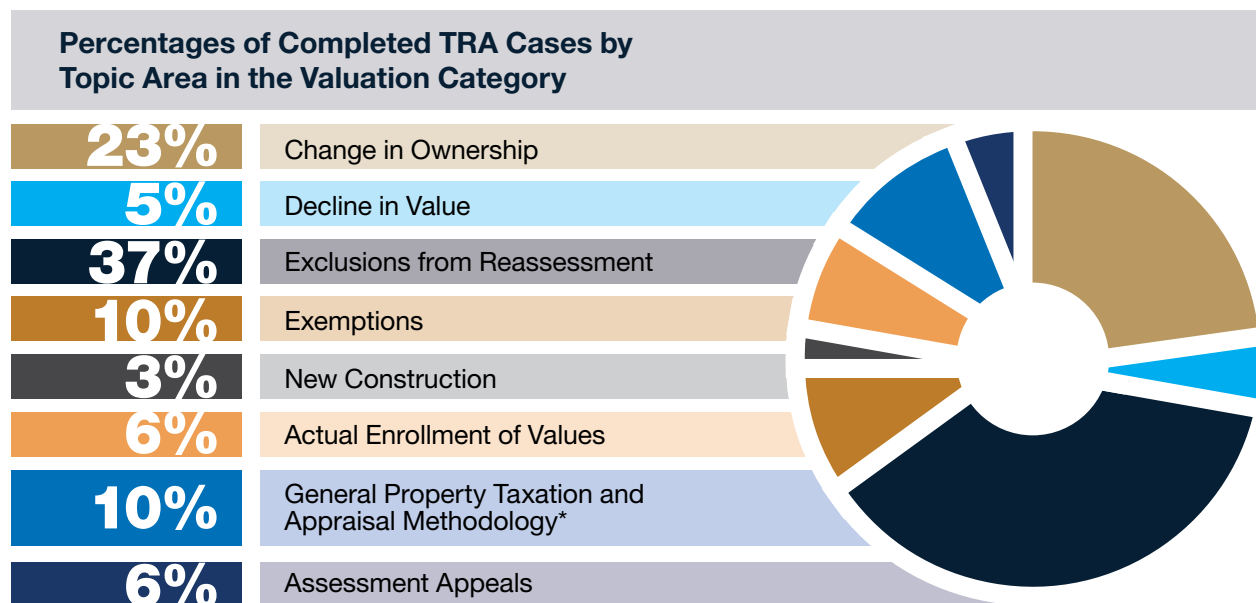 Percentages of Completed TRA Cases by
Topic Area in the Valuation Category
23% Change in Ownership
5% Decline in Value
37% Exclusions from Reassessment
10% Exemptions
3% New Construction
6% Actual Enrollment of Values
10% General Property Taxation and
Appraisal Methodology*
6% Assessment Appeals